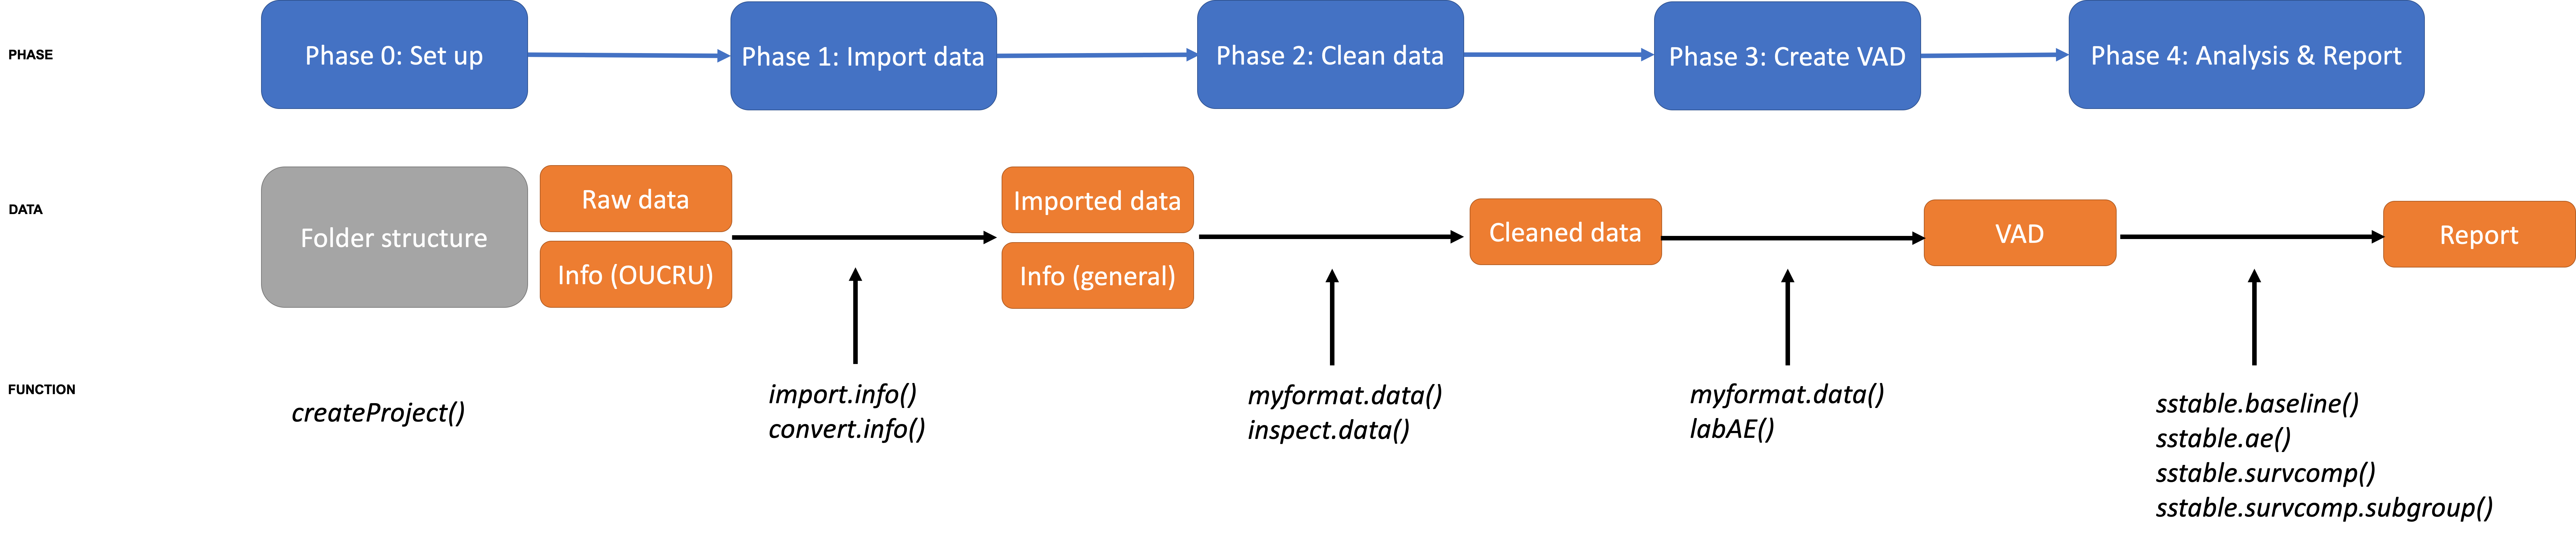 PHASE
Phase 0: Set up
Phase 1: Import data
Phase 2: Clean data
Phase 3: Create VAD
Phase 4: Analysis & Report
DATA
Folder structure
Raw data
Info (OUCRU)
Imported data
Info (general)
Cleaned data
VAD
Report
FUNCTION
createProject()
import.info()
convert.info()
myformat.data()
inspect.data()
myformat.data()
labAE()
sstable.baseline()
sstable.ae()
sstable.survcomp()
sstable.survcomp.subgroup()